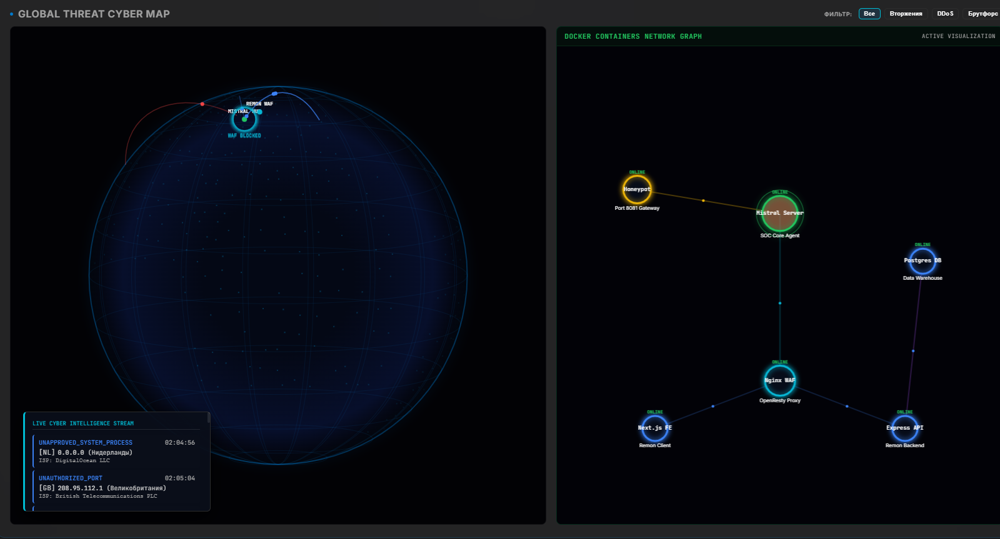 GLOBAL THREAT CYBER MAP
ФИЛЬТР: Все Вторжения DDoS Брутфорс
DOCKER CONTAINERS NETWORK GRAPH
ACTIVE VISUALIZATION
REMON WAF
MISTRAL HUB
WAF BLOCKED
LIVE CYBER INTELLIGENCE STREAM
UNAPPROVED_SYSTEM_PROCESS 02:04:56
[NL] 0.0.0.0 (Нидерланды)
ISP: DigitalOcean LLC
UNAUTHORIZED_PORT 02:05:04
[GB] 208.95.112.1 (Великобритания)
ISP: British Telecommunications PLC
ONLINE
Honeypot
Port 8081 Gateway
ONLINE
Mistral Server
SOC Core Agent
ONLINE
Postgres DB
Data Warehouse
ONLINE
Nginx WAF
OpenResty Proxy
ONLINE
Next.js FE
Remon Client
ONLINE
Express API
Remon Backend